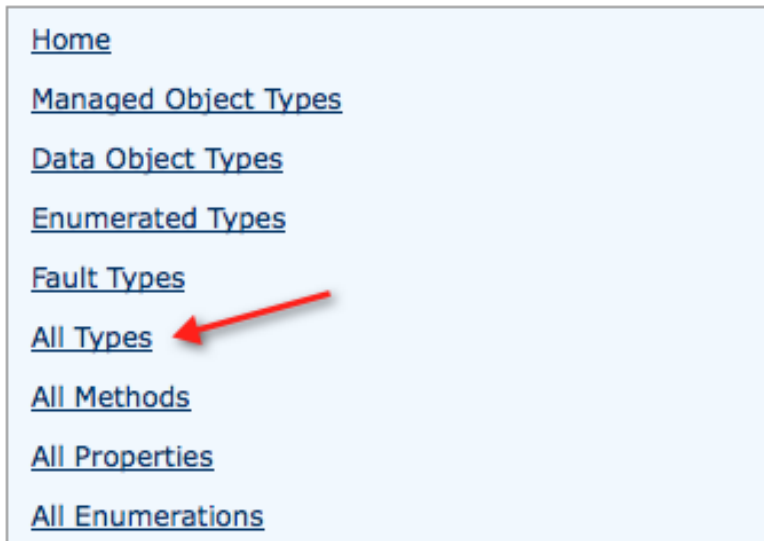 Home
Managed Object Types
Data Object Types
Enumerated Types
Fault Types
All Types
All Methods
All Properties
All Enumerations